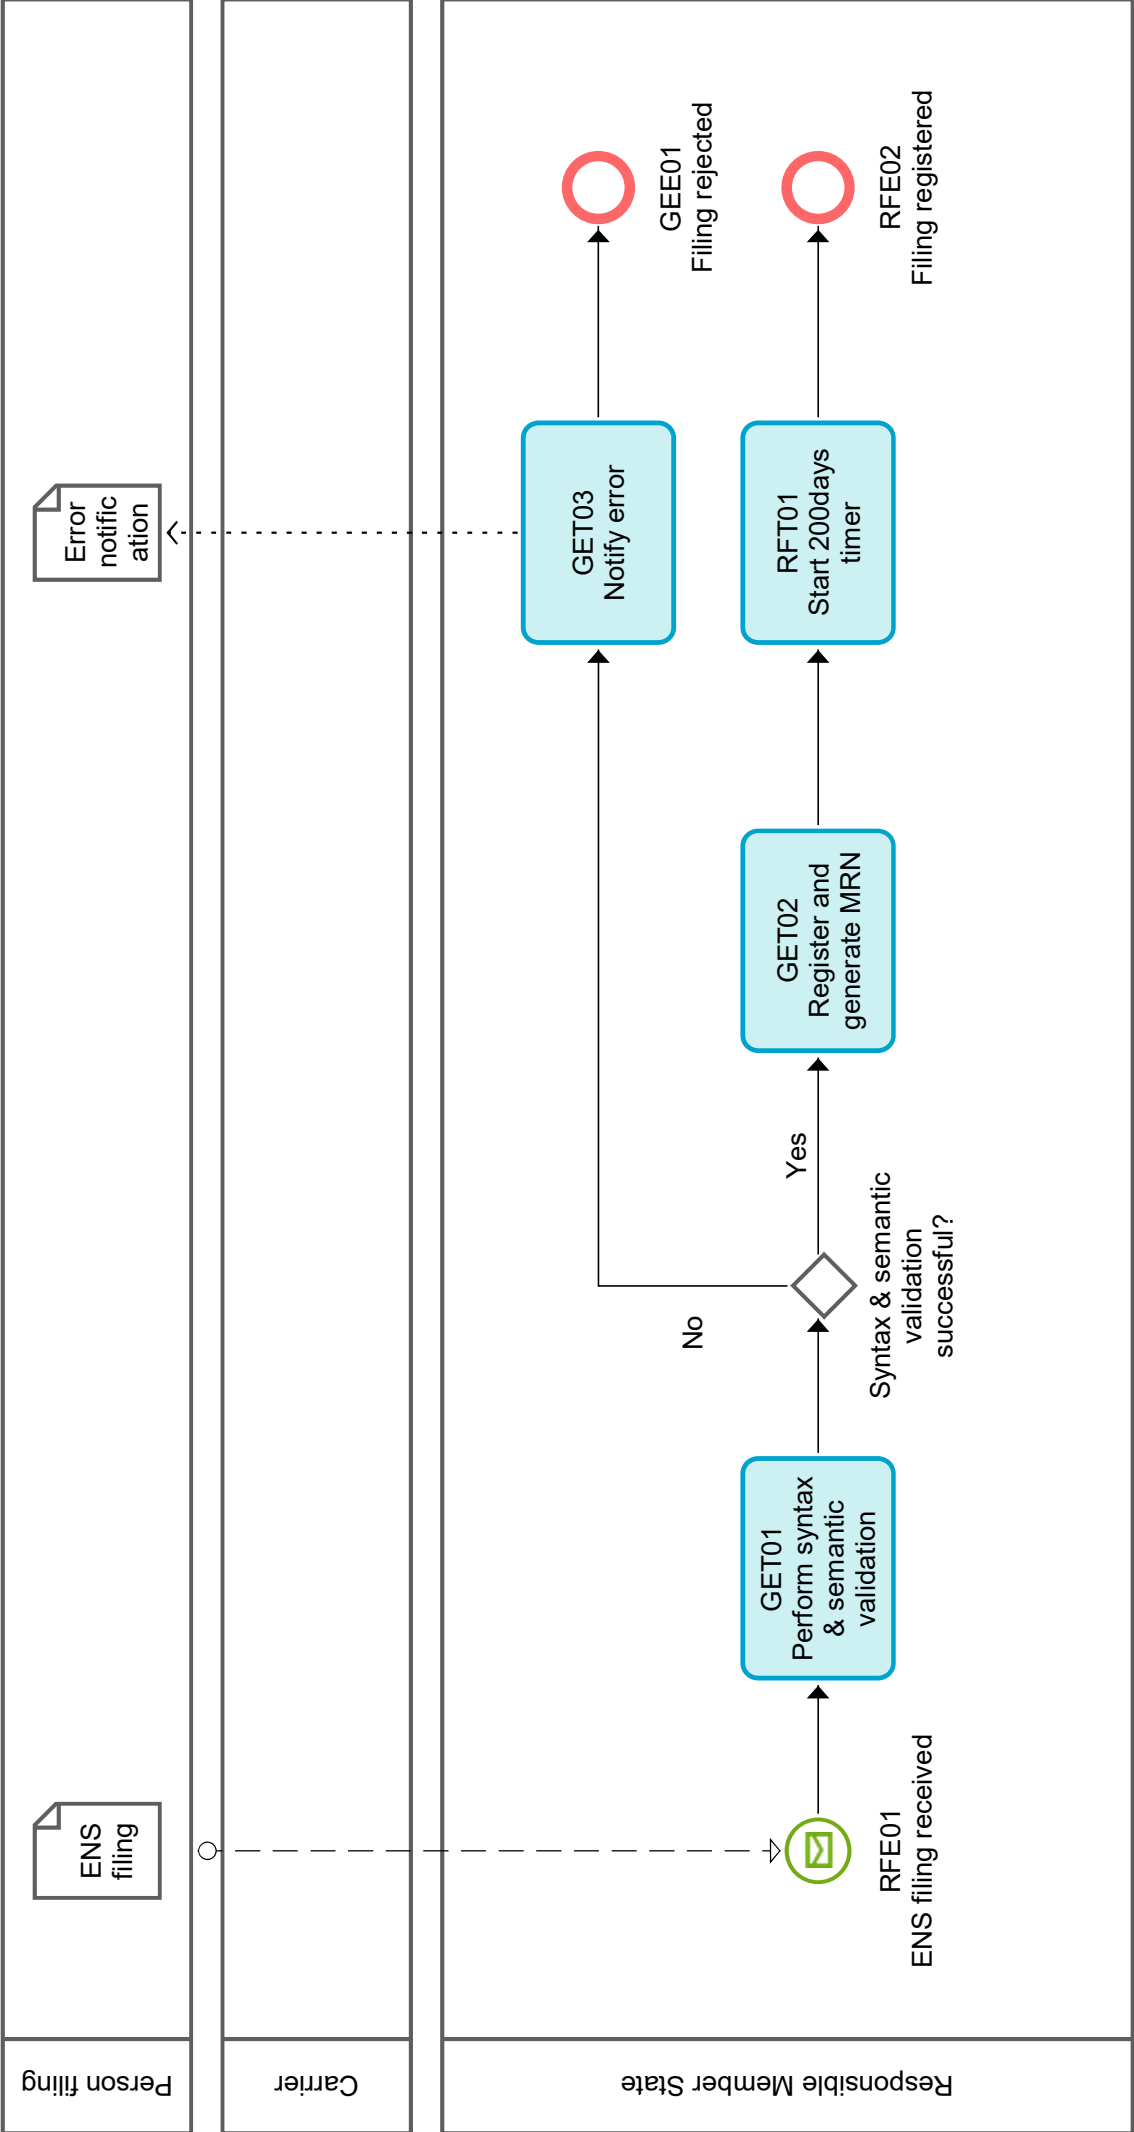 Person filing
ENS
filing
Error
notific
ation
Carrier
Responsible Member State
RFE01
ENS filing received
GET01
Perform syntax
& semantic
validation
Syntax & semantic
validation
successful?
No
Yes
GET02
Register and
generate MRN
GET03
Notify error
RFT01
Start 200days
timer
GEE01
Filing rejected
RFE02
Filing registered